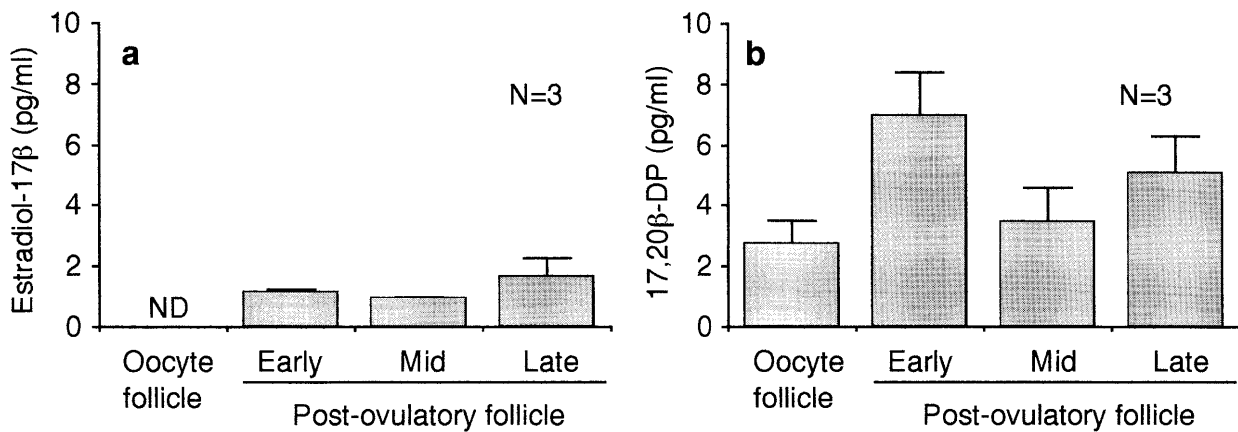 a
N=3
Estradiol-17β (pg/ml)
10
8
6
4
2
0
ND
Oocyte follicle
Early
Mid
Late
Post-ovulatory follicle
b
N=3
17,20β-DP (pg/ml)
10
8
6
4
2
0
Oocyte follicle
Early
Mid
Late
Post-ovulatory follicle